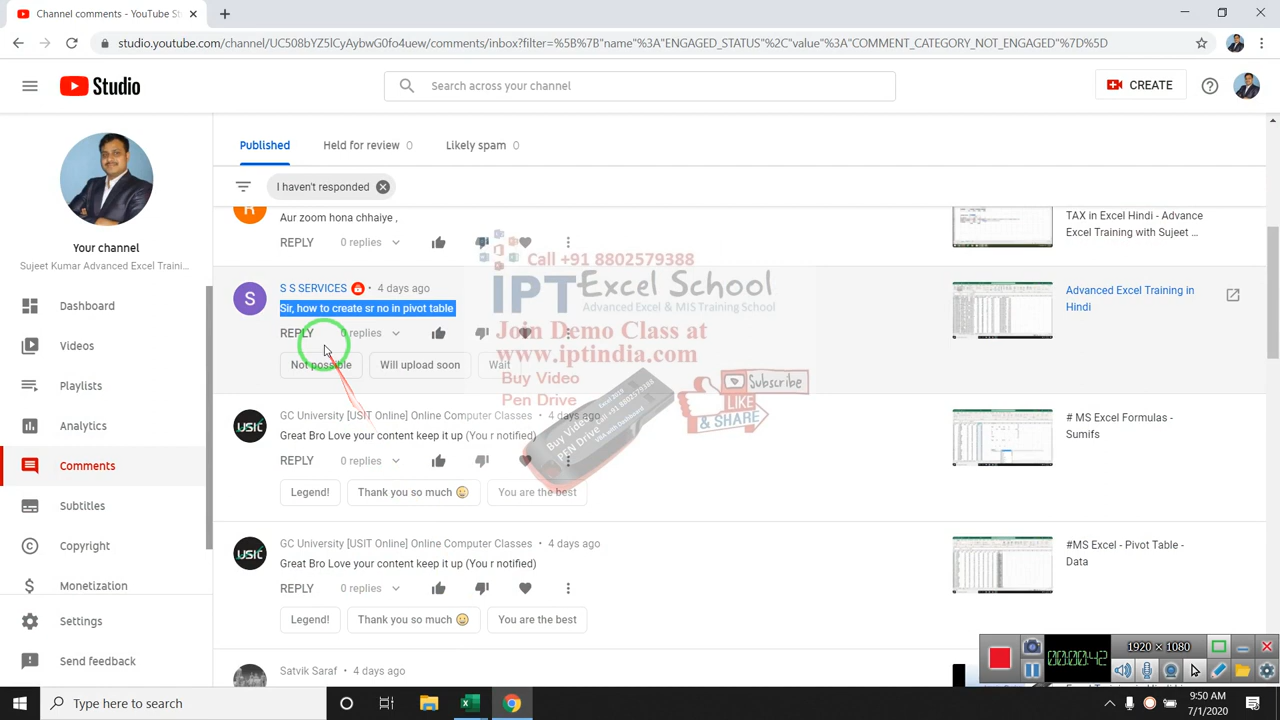 Channel comments - YouTube S
studio.youtube.com/channel/UC508bYZ5lCyAybwG0fo4uew/comments/inbox?filter=%5B%7B"name"%3A"ENGAGED_STATUS"%2C"value"%3A"COMMENT_CATEGORY_NOT_ENGAGED"%7D%5D
Studio
Search across your channel
CREATE
Published
Held for review 0
Likely spam 0
I haven't responded
Your channel
Sujeet Kumar Advanced Excel Traini...
Dashboard
Videos
Playlists
Analytics
Comments
Subtitles
Copyright
Monetization
Settings
Send feedback
R
Aur zoom hona chhaiye ,
REPLY 0 replies
TAX in Excel Hindi - Advance
Excel Training with Sujeet ...
S
S S SERVICES • 4 days ago
Sir, how to create sr no in pivot table
REPLY 0 replies
Not possible Will upload soon Wait
Advanced Excel Training in
Hindi
Call +91 8802579388
IPT Excel School
Advanced Excel & MIS Training School
Join Demo Class at
www.iptindia.com
Buy Video
Pen Drive
Subscribe
LIKE
& SHARE
USIT
GC University [USIT Online] Online Computer Classes • 4 days ago
Great Bro Love your content keep it up (You r notified)
REPLY 0 replies
Legend! Thank you so much 😊 You are the best
# MS Excel Formulas -
Sumifs
USIT
GC University [USIT Online] Online Computer Classes • 4 days ago
Great Bro Love your content keep it up (You r notified)
REPLY 0 replies
Legend! Thank you so much 😊 You are the best
#MS Excel - Pivot Table -
Data
Satvik Saraf • 4 days ago
1920 × 1080
00:00:42
Type here to search
9:50 AM
7/1/2020